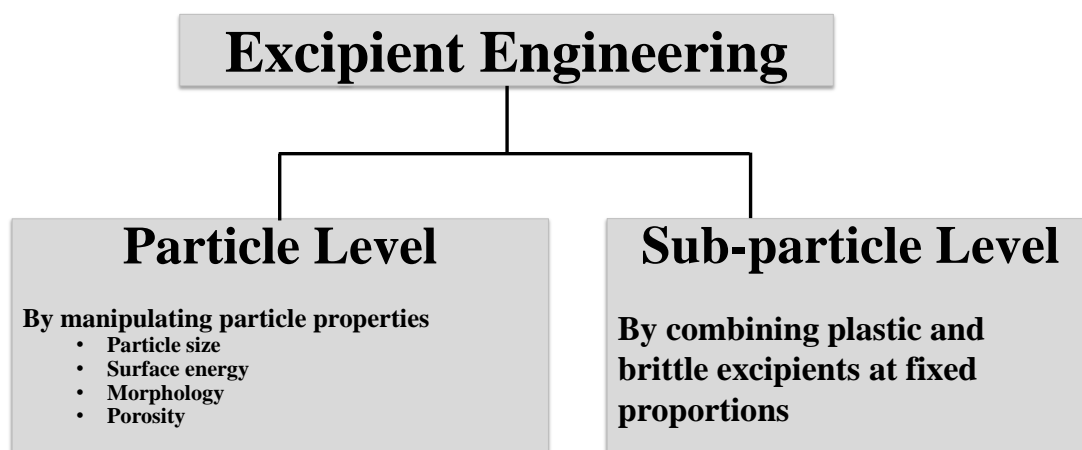 Excipient Engineering
Particle Level
By manipulating particle properties
• Particle size
• Surface energy
• Morphology
• Porosity
Sub-particle Level
By combining plastic and
brittle excipients at fixed
proportions